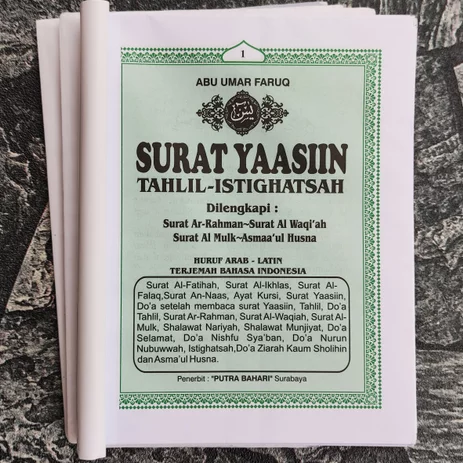 1
ABU UMAR FARUQ
يس
SURAT YAASIIN
TAHLIL-ISTIGHATSAH
Dilengkapi :
Surat Ar-Rahman~Surat Al Waqi'ah
Surat Al Mulk~Asmaa'ul Husna
HURUF ARAB - LATIN
TERJEMAH BAHASA INDONESIA
Surat Al-Fatihah, Surat Al-Ikhlas, Surat Al-
Falaq,Surat An-Naas, Ayat Kursi, Surat Yaasiin,
Do'a setelah membaca surat Yaasiin, Tahlil, Do'a
Tahlil, Surat Ar-Rahman, Surat Al-Waqiah, Surat Al-
Mulk, Shalawat Nariyah, Shalawat Munjiyat, Do'a
Selamat, Do'a Nishfu Sya'ban, Do'a Nurun
Nubuwwah, Istighatsah,Do'a Ziarah Kaum Sholihin
dan Asma'ul Husna.
Penerbit : "PUTRA BAHARI" Surabaya